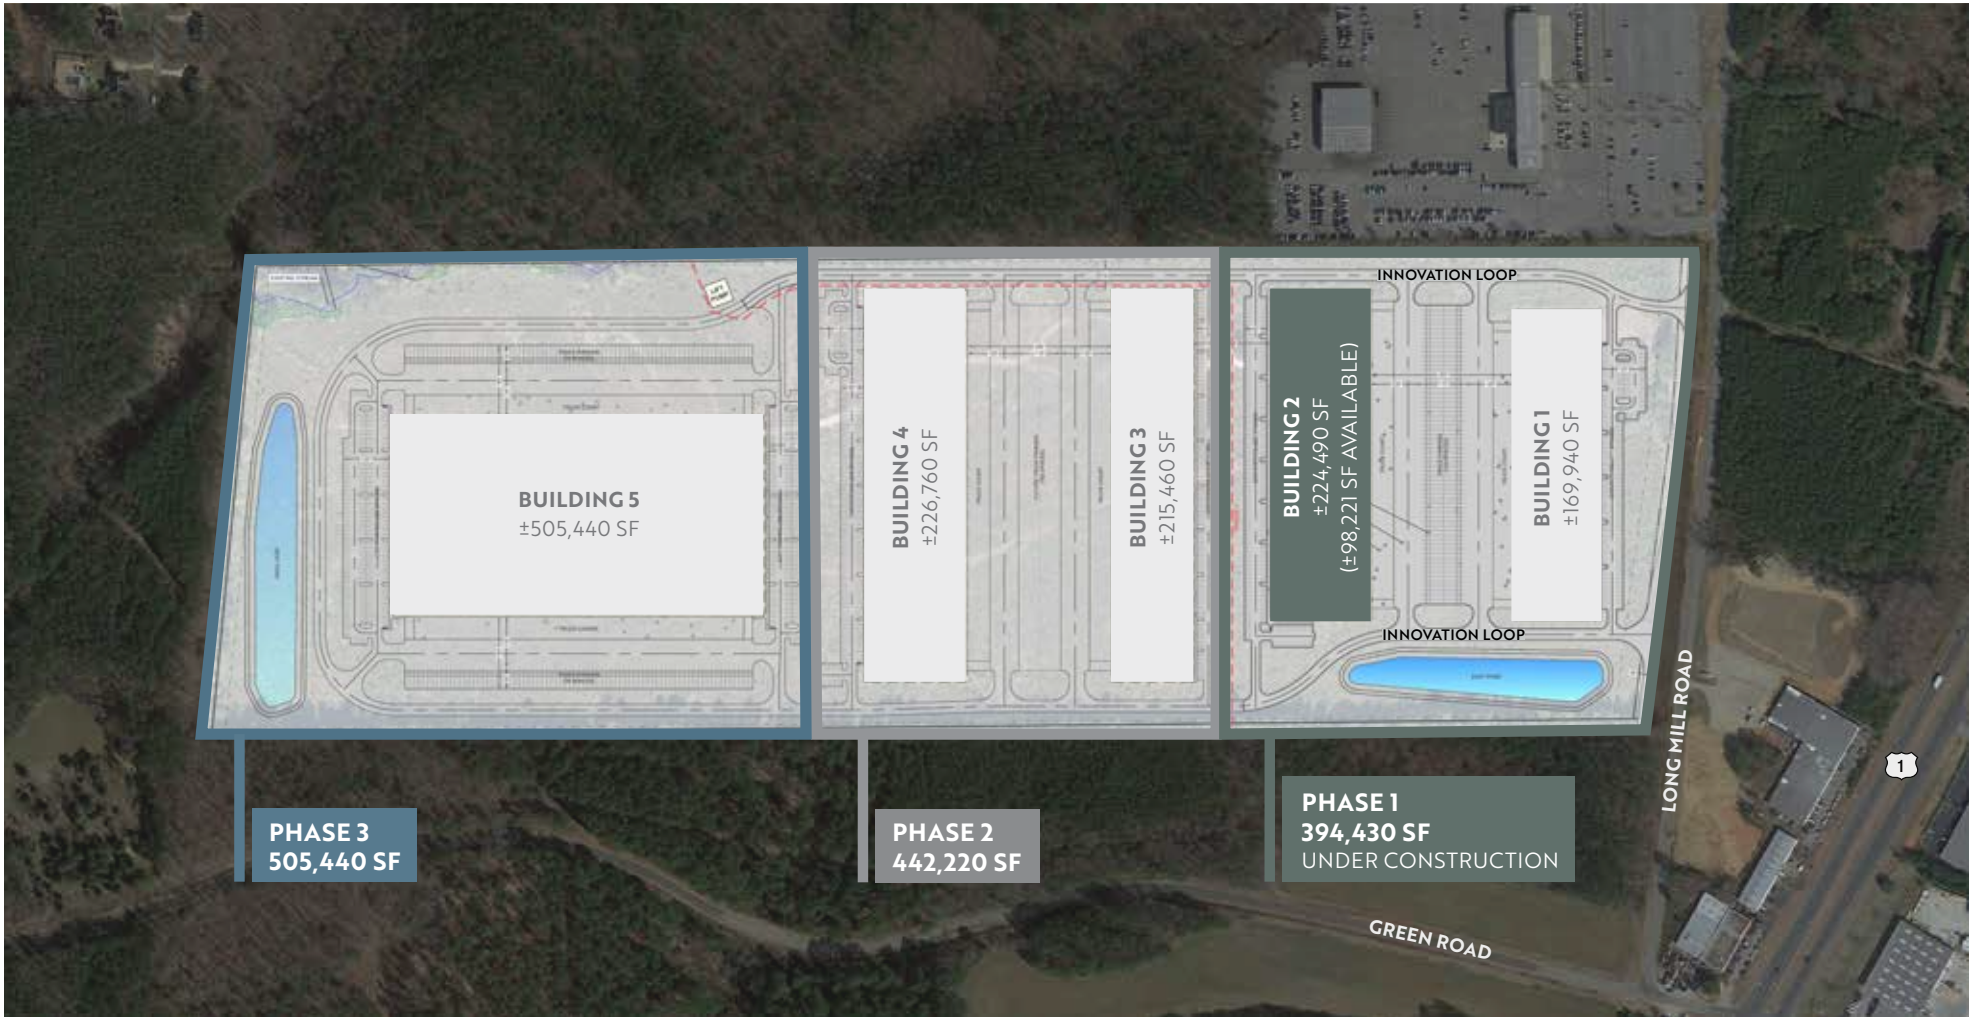 INNOVATION LOOP
LIFT
PUMP
BUILDING 5
±505,440 SF
BUILDING 4
±226,760 SF
BUILDING 3
±215,460 SF
BUILDING 2
±224,490 SF
(±98,221 SF AVAILABLE)
BUILDING 1
±169,940 SF
INNOVATION LOOP
LONG MILL ROAD
1
PHASE 3
505,440 SF
PHASE 2
442,220 SF
PHASE 1
394,430 SF
UNDER CONSTRUCTION
GREEN ROAD